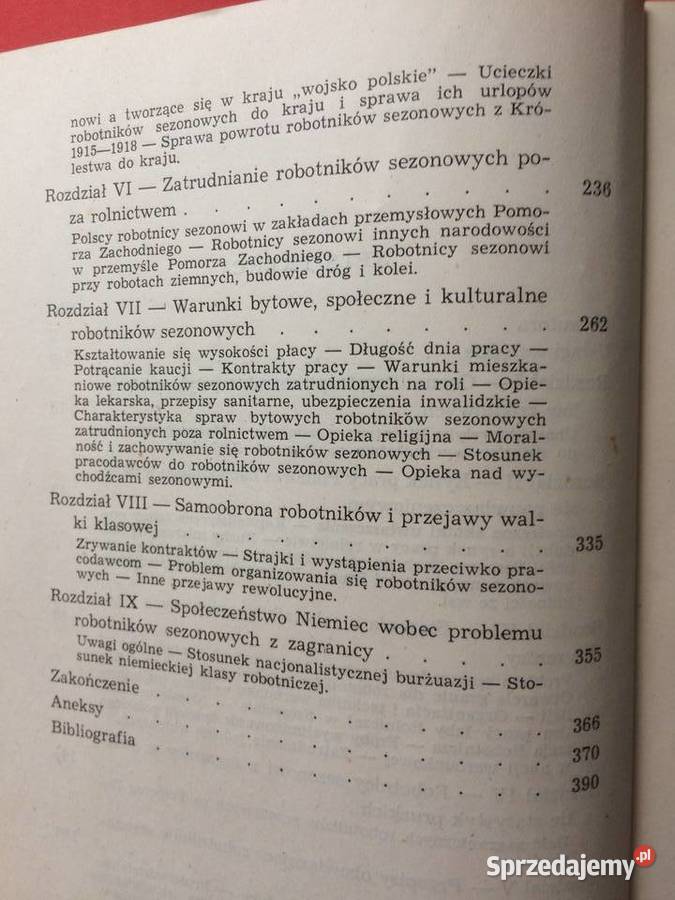 nowi a tworzące się w kraju „wojsko polskie” — Ucieczki
robotników sezonowych do kraju i sprawa ich urlopów
1915—1918 — Sprawa powrotu robotników sezonowych z Kró-
lestwa do kraju.
Rozdział VI — Zatrudnianie robotników sezonowych po-
za rolnictwem . . . . . . . . . . 236
Polscy robotnicy sezonowi w zakładach przemysłowych Pomo-
rza Zachodniego — Robotnicy sezonowi innych narodowości
w przemyśle Pomorza Zachodniego — Robotnicy sezonowi
przy robotach ziemnych, budowie dróg i kolei.
Rozdział VII — Warunki bytowe, społeczne i kulturalne
robotników sezonowych . . . . . . . 262
Kształtowanie się wysokości płacy — Długość dnia pracy —
Potrącanie kaucji — Kontrakty pracy — Warunki mieszka-
niowe robotników sezonowych zatrudnionych na roli — Opie-
ka lekarska, przepisy sanitarne, ubezpieczenia inwalidzkie —
Charakterystyka spraw bytowych robotników sezonowych
zatrudnionych poza rolnictwem — Opieka religijna — Moral-
ność i zachowywanie się robotników sezonowych — Stosunek
pracodawców do robotników sezonowych — Opieka nad wy-
chodźcami sezonowymi.
Rozdział VIII — Samoobrona robotników i przejawy wal-
ki klasowej . . . . . . . . . . 335
Zrywanie kontraktów — Strajki i wystąpienia przeciwko pra-
codawcom — Problem organizowania się robotników sezono-
wych — Inne przejawy rewolucyjne.
Rozdział IX — Społeczeństwo Niemiec wobec problemu
robotników sezonowych z zagranicy . . . . . 355
Uwagi ogólne — Stosunek nacjonalistycznej burżuazji — Sto-
sunek niemieckiej klasy robotniczej.
Zakończenie . . . . . . . . . . . 366
Aneksy . . . . . . . . . . . . 370
Bibliografia . . . . . . . . . . . 390
Sprzedajemy.pl